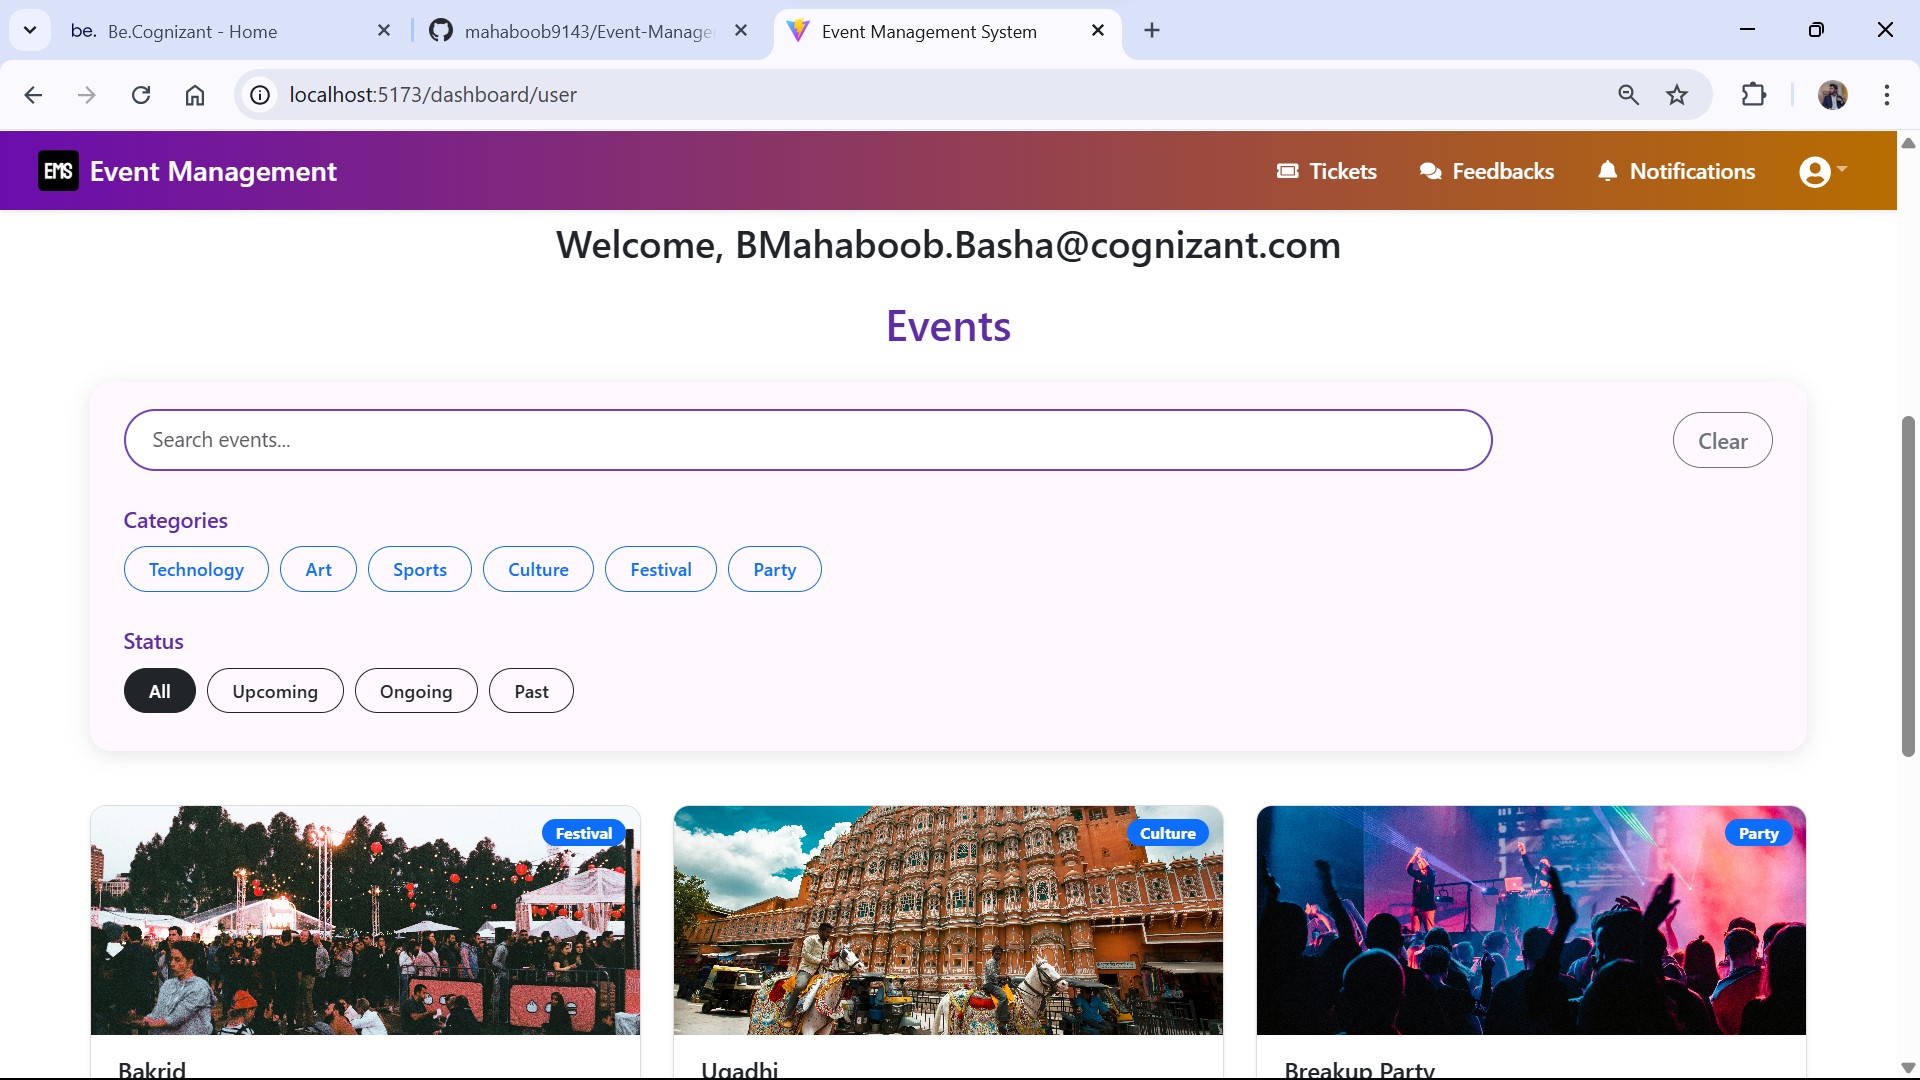 be. Be.Cognizant - Home
mahaboob9143/Event-Manage
Event Management System
localhost:5173/dashboard/user
EMS Event Management
Tickets
Feedbacks
Notifications
Welcome, BMahaboob.Basha@cognizant.com
Events
Search events...
Clear
Categories
Technology
Art
Sports
Culture
Festival
Party
Status
All
Upcoming
Ongoing
Past
Festival
Culture
Party
Bakrid
Ugadhi
Breakup Party